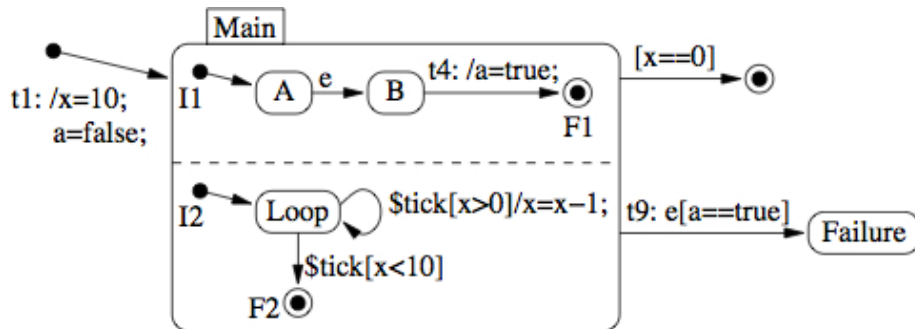 Main
[x==0]
t1: /x=10;
a=false;
I1
A
e
B
t4: /a=true;
F1
I2
Loop
$tick[x>0]/x=x−1;
t9: e[a==true]
Failure
$tick[x<10]
F2